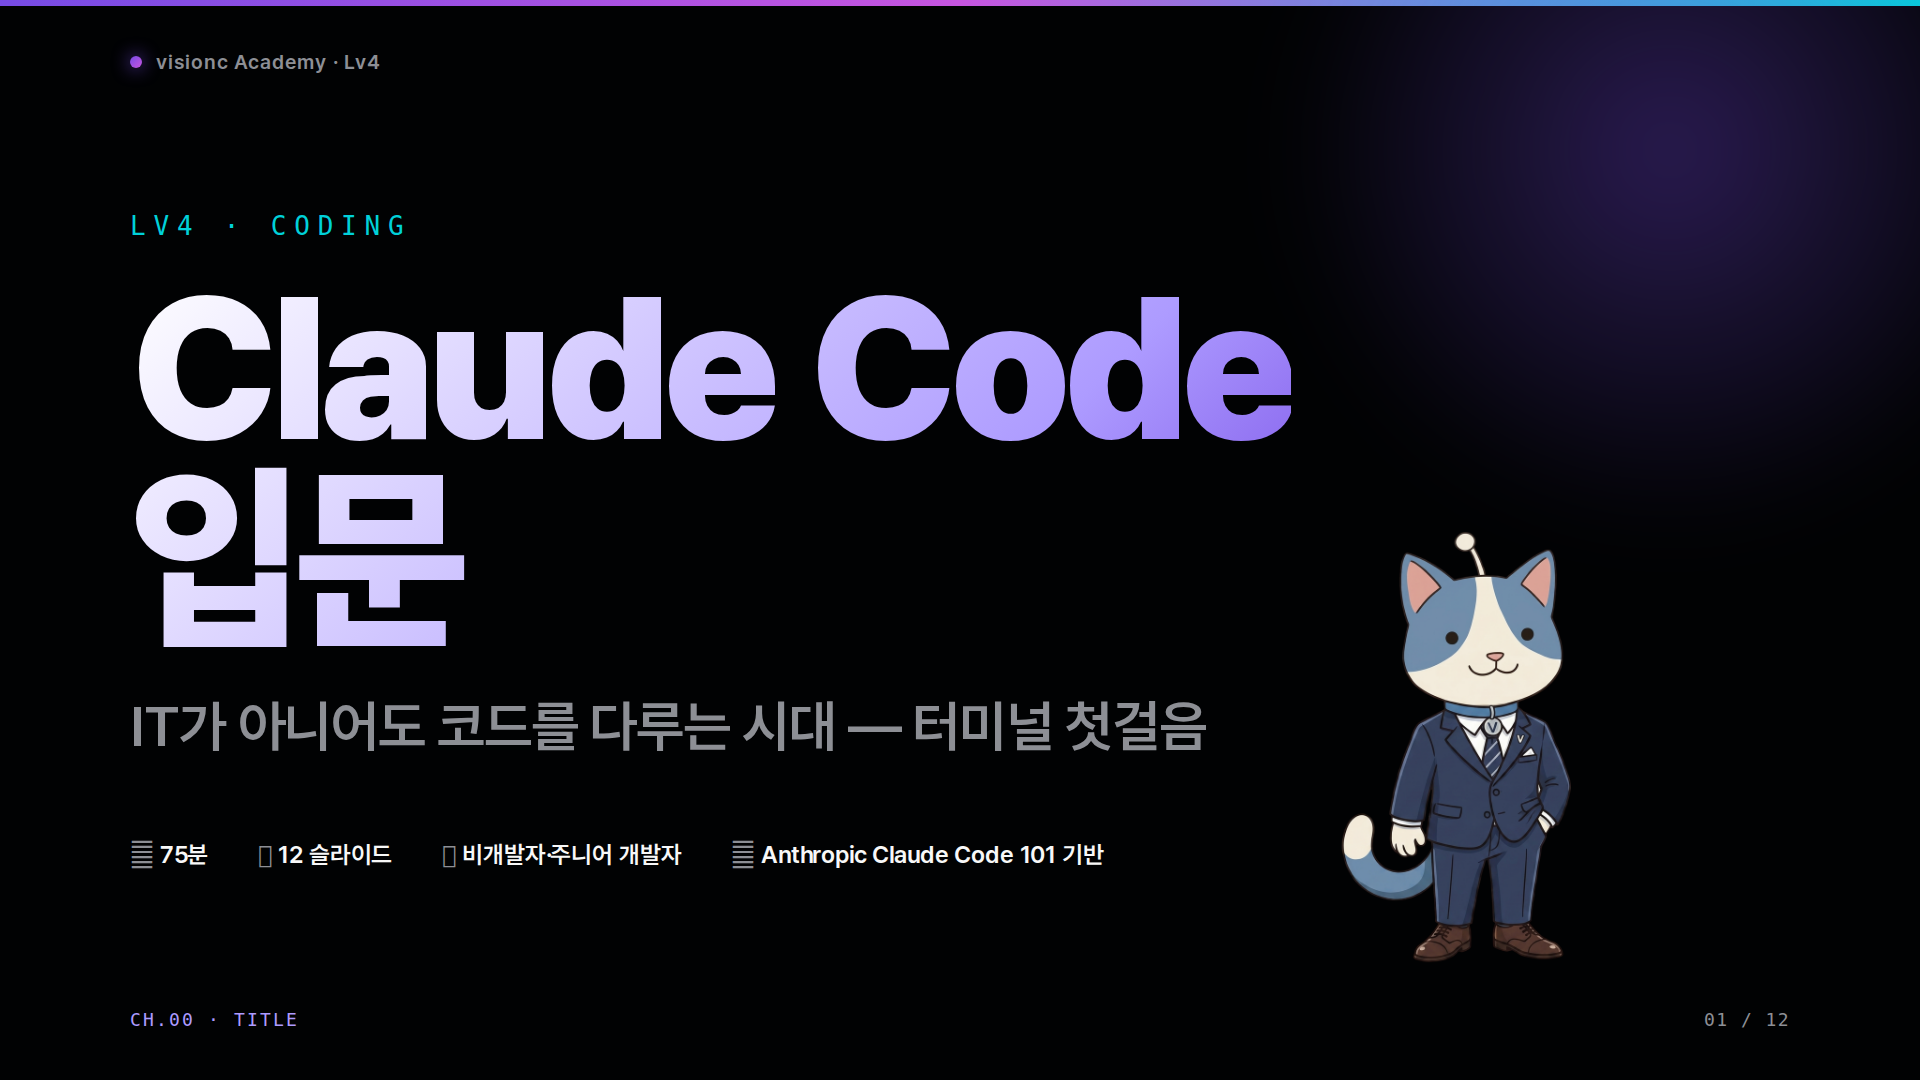 visionc Academy · Lv4
LV4 · CODING
Claude Code
입문
IT가 아니어도 코드를 다루는 시대 — 터미널 첫걸음
75분 12 슬라이드 비개발자·주니어 개발자 Anthropic Claude Code 101 기반
CH.00 · TITLE
01 / 12